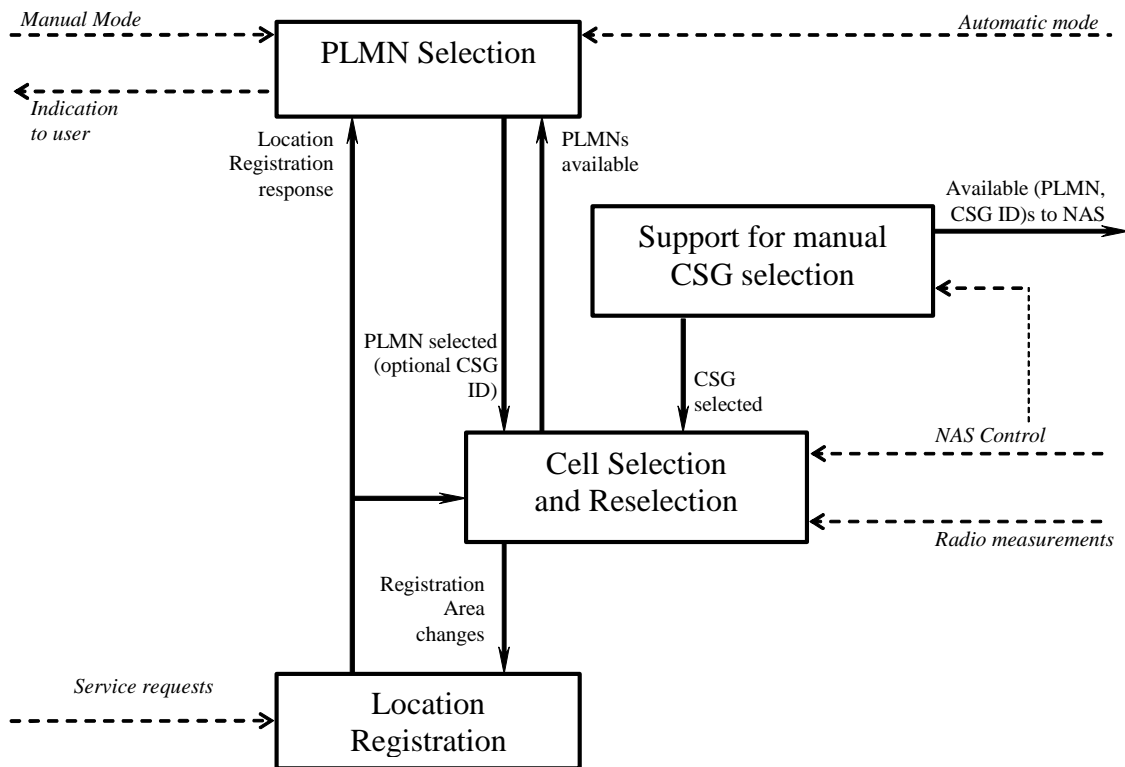 Manual Mode
Automatic mode
PLMN Selection
Indication
to user
Location
Registration
response
PLMNs
available
Available (PLMN,
CSG ID)s to NAS
Support for manual
CSG selection
PLMN selected
(optional CSG
ID)
CSG
selected
NAS Control
Cell Selection
and Reselection
Radio measurements
Registration
Area
changes
Service requests
Location
Registration